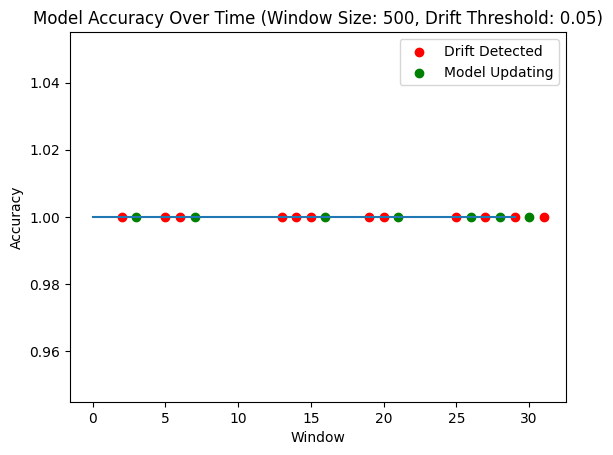 Model Accuracy Over Time (Window Size: 500, Drift Threshold: 0.05)
Drift Detected
Model Updating
1.04
1.02
1.00
0.98
0.96
Accuracy
0 5 10 15 20 25 30
Window